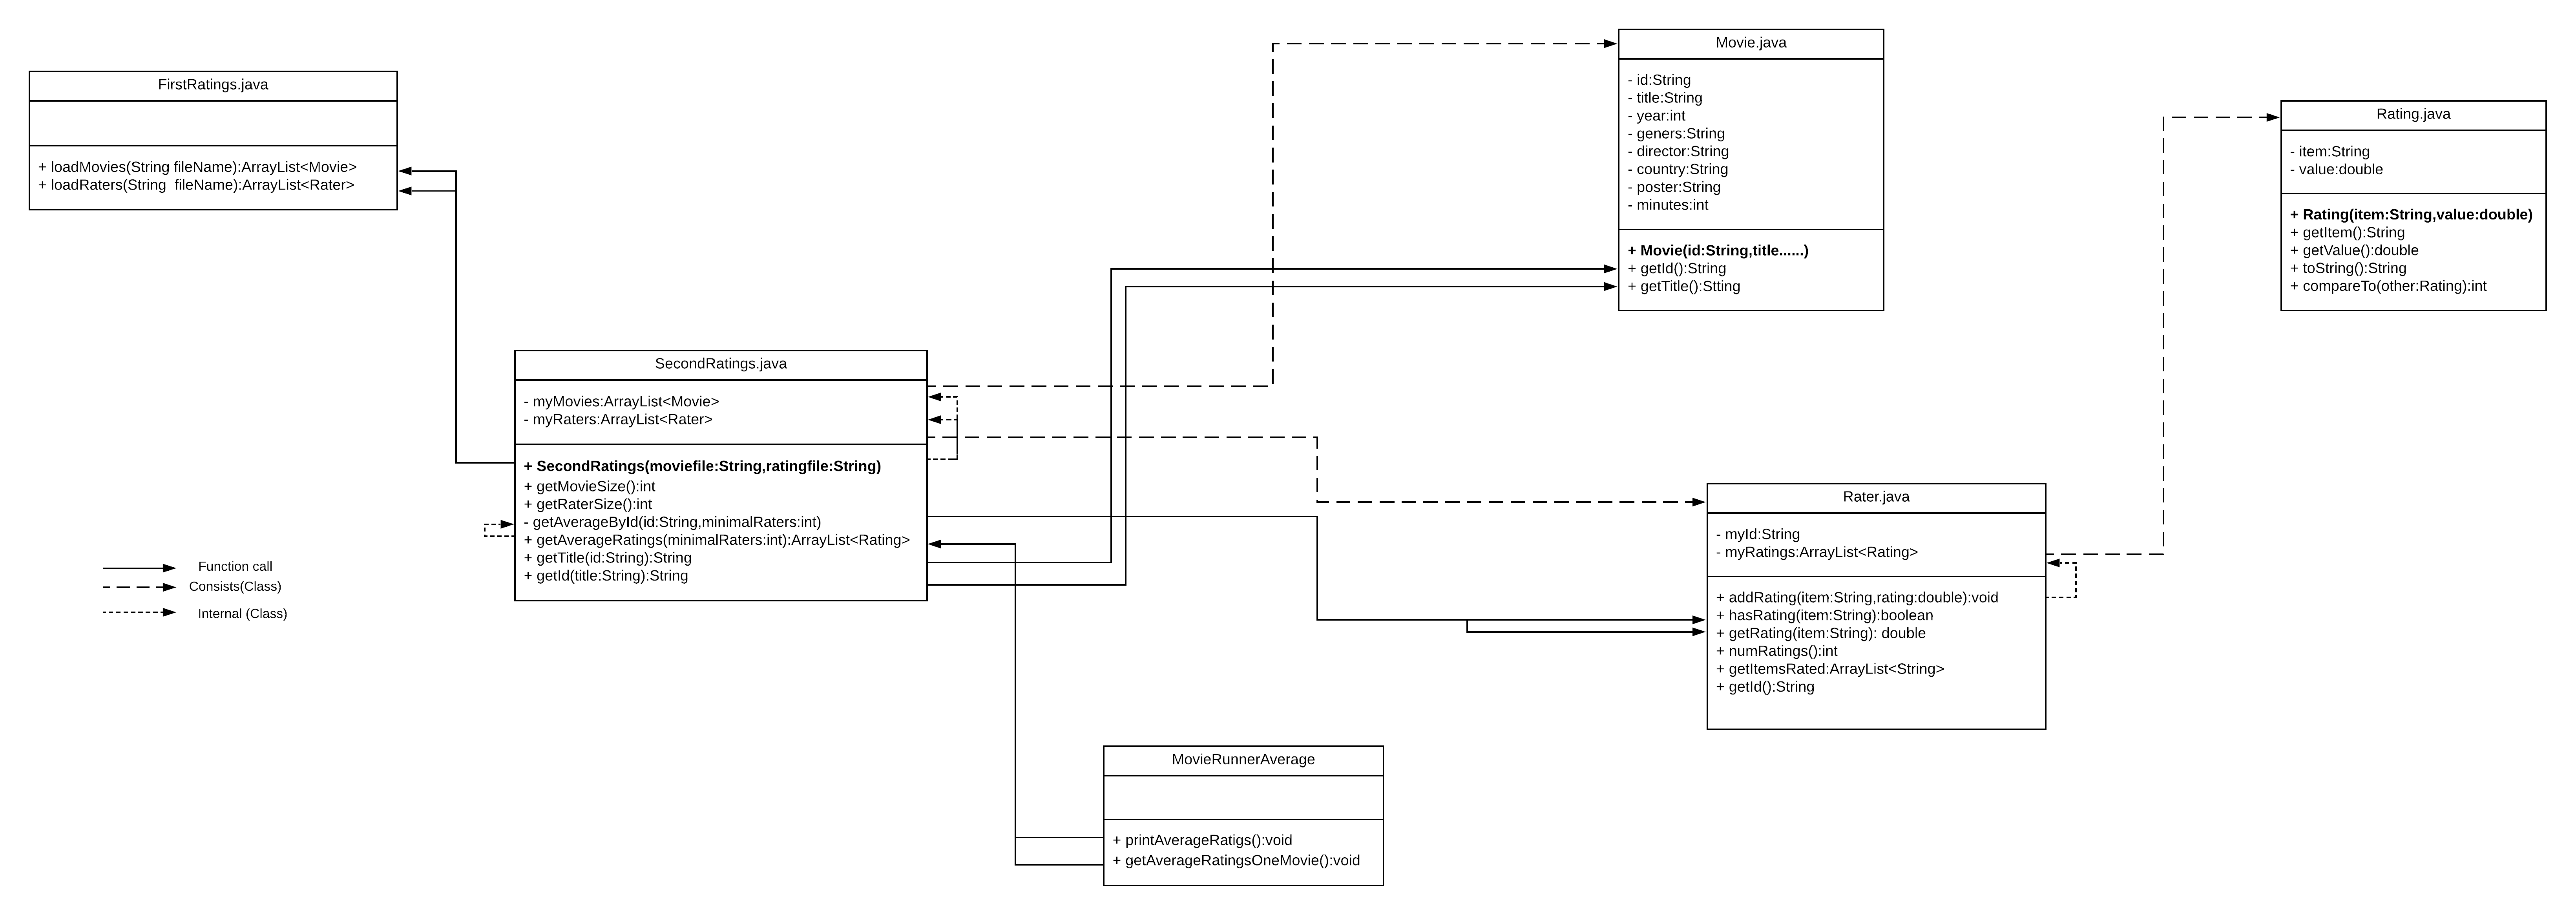 FirstRatings.java
+ loadMovies(String fileName):ArrayList<Movie>
+ loadRaters(String  fileName):ArrayList<Rater>
Movie.java
- id:String
- title:String
- year:int
- geners:String
- director:String
- country:String
- poster:String
- minutes:int
+ Movie(id:String,title......)
+ getId():String
+ getTitle():Stting
Rating.java
- item:String
- value:double
+ Rating(item:String,value:double)
+ getItem():String
+ getValue():double
+ toString():String
+ compareTo(other:Rating):int
SecondRatings.java
- myMovies:ArrayList<Movie>
- myRaters:ArrayList<Rater>
+ SecondRatings(moviefile:String,ratingfile:String)
+ getMovieSize():int
+ getRaterSize():int
- getAverageById(id:String,minimalRaters:int)
+ getAverageRatings(minimalRaters:int):ArrayList<Rating>
+ getTitle(id:String):String
+ getId(title:String):String
Rater.java
- myId:String
- myRatings:ArrayList<Rating>
+ addRating(item:String,rating:double):void
+ hasRating(item:String):boolean
+ getRating(item:String): double
+ numRatings():int
+ getItemsRated:ArrayList<String>
+ getId():String
Function call
Consists(Class)
Internal (Class)
MovieRunnerAverage
+ printAverageRatigs():void
+ getAverageRatingsOneMovie():void